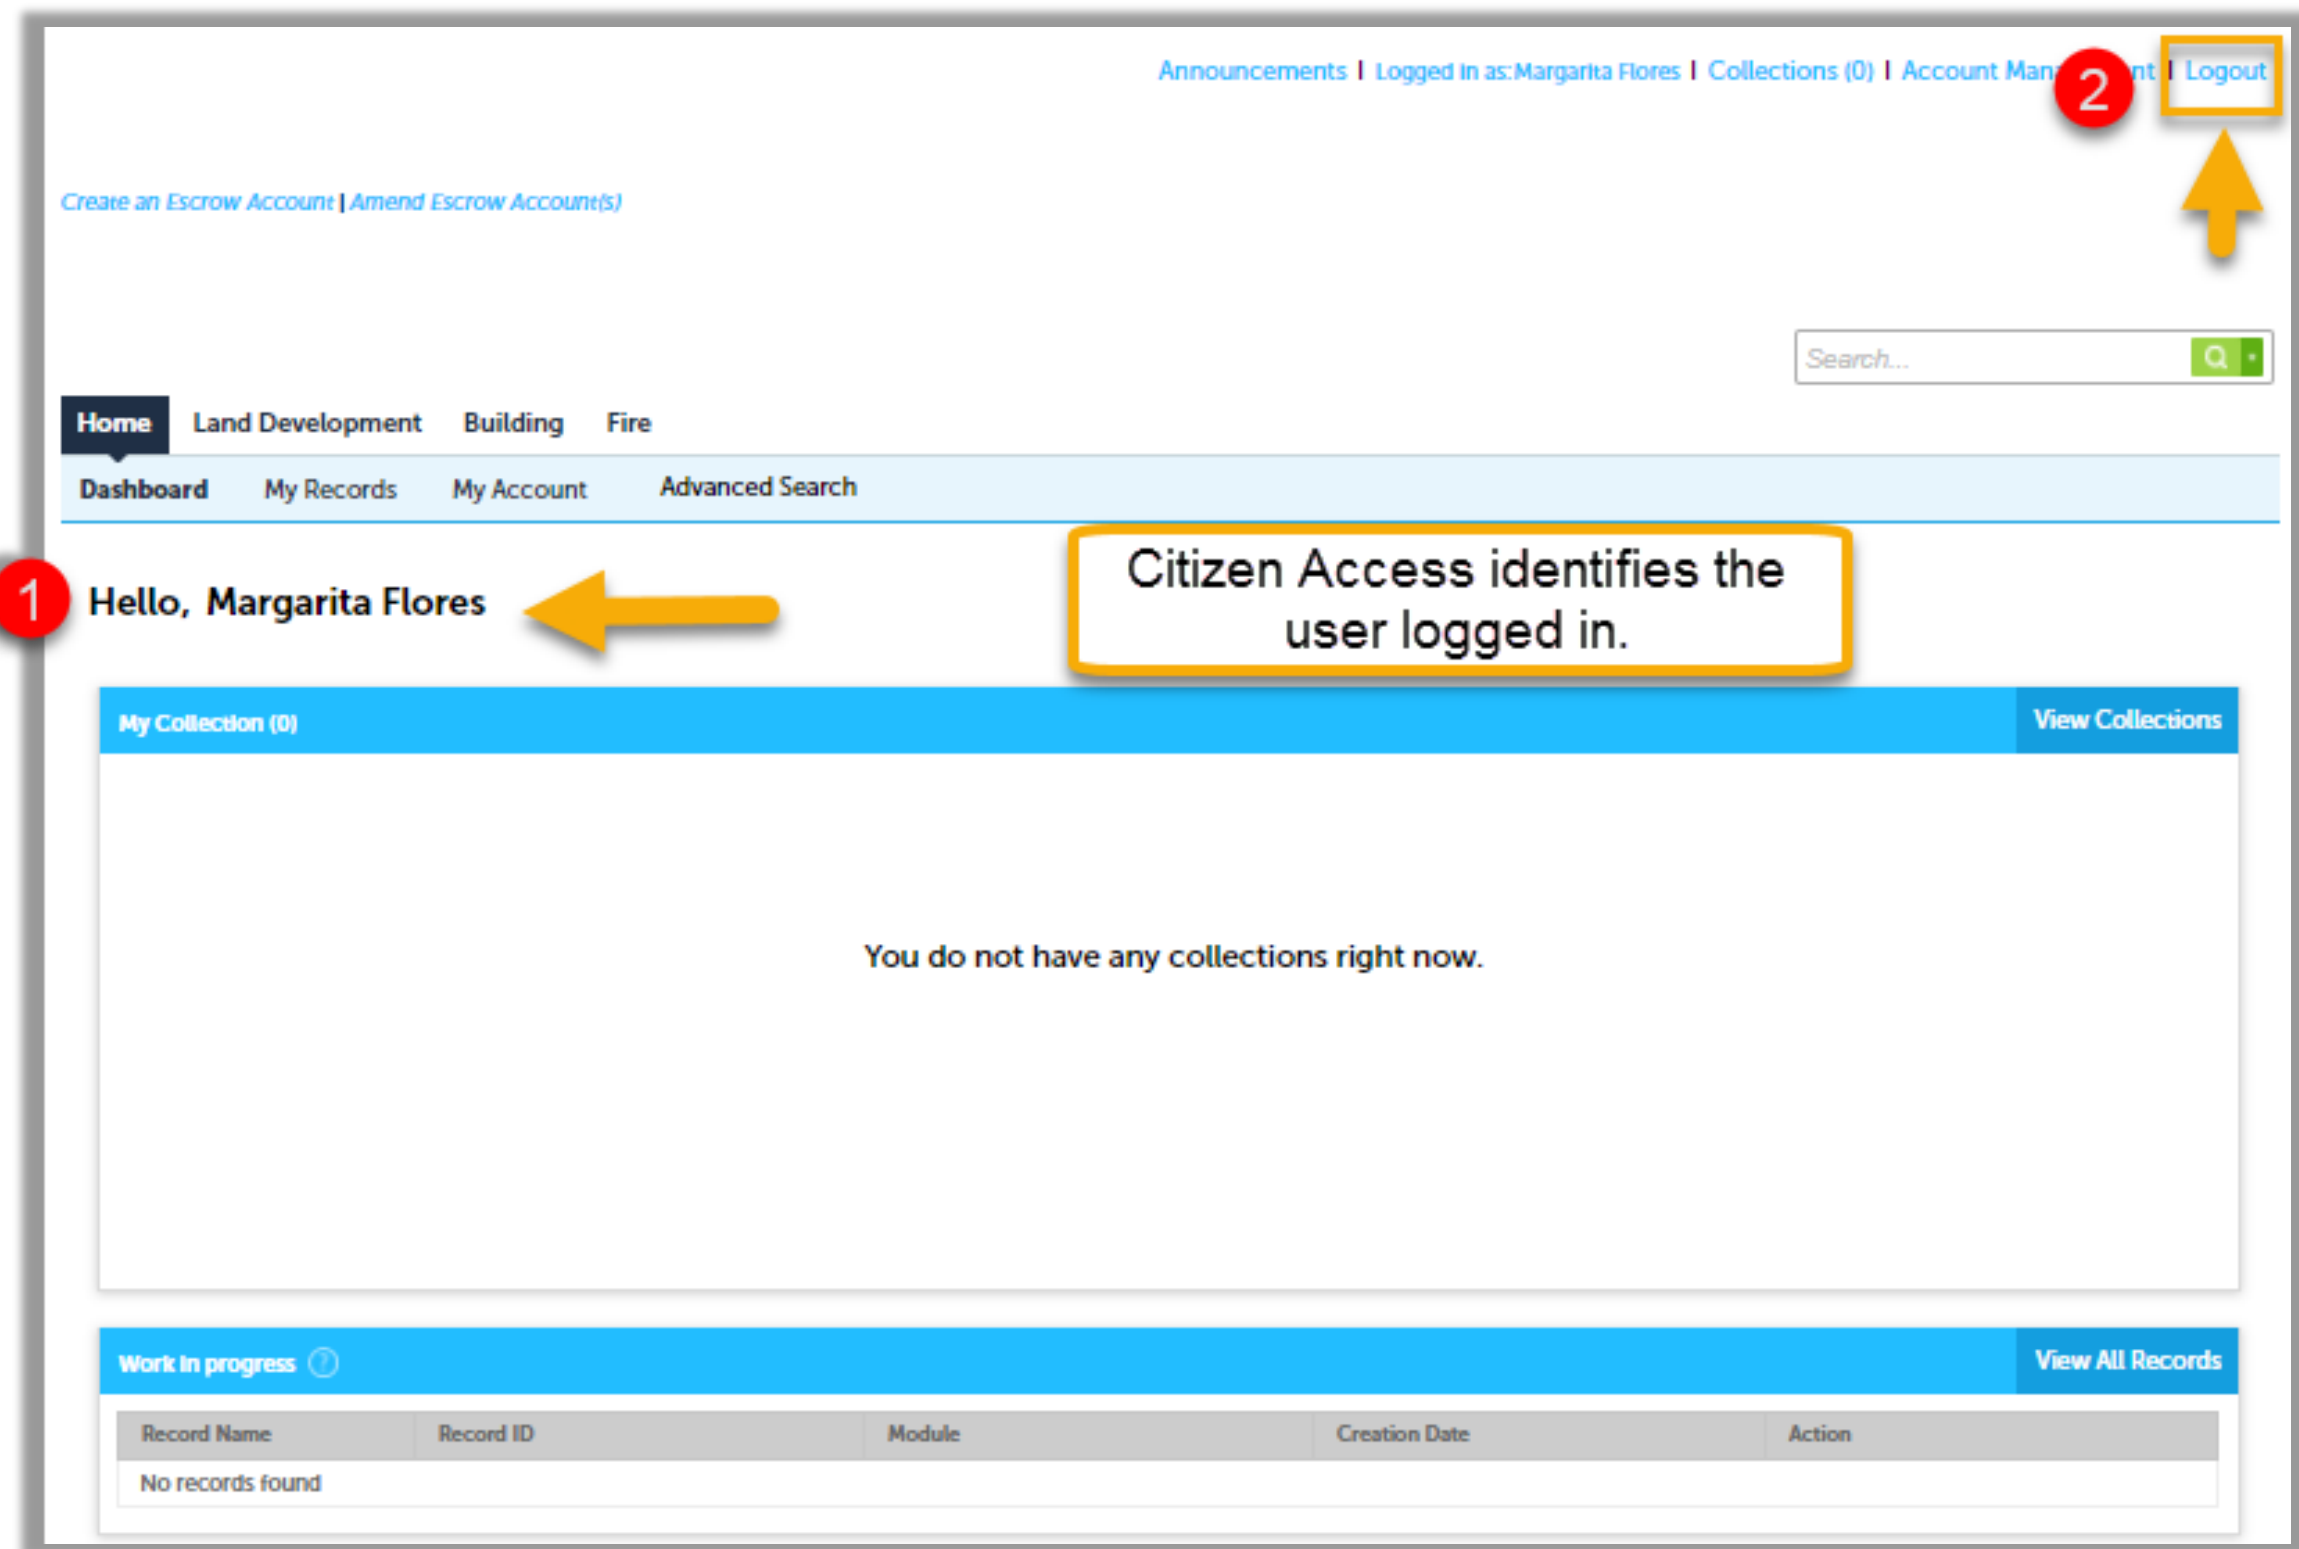 Announcements | Logged in as:Margarita Flores | Collections (0) | Account Man nt | Logout
2
Create an Escrow Account | Amend Escrow Account(s)
Search...
Home Land Development Building Fire
Dashboard My Records My Account Advanced Search
1 Hello, Margarita Flores
Citizen Access identifies the
user logged in.
My Collection (0) View Collections
You do not have any collections right now.
Work in progress ? View All Records
Record Name Record ID Module Creation Date Action
No records found